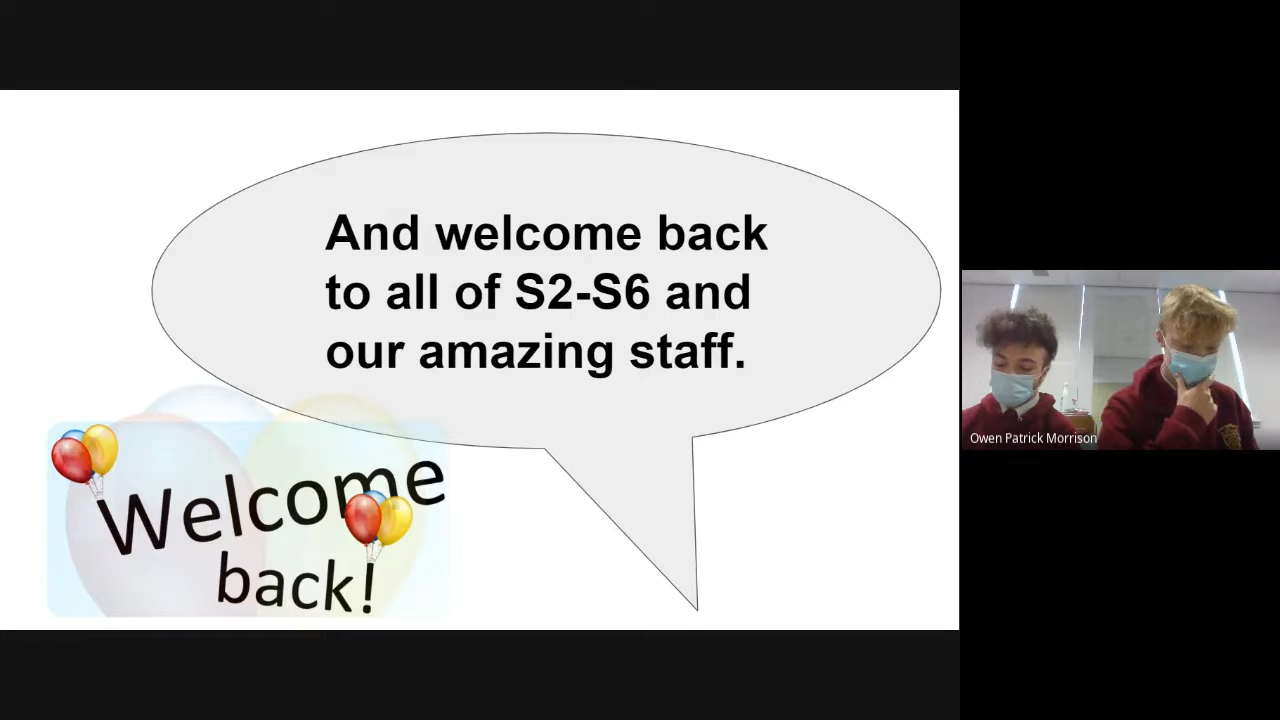 And welcome back
to all of S2-S6 and
our amazing staff.
Welcome
back!
Owen Patrick Morrison